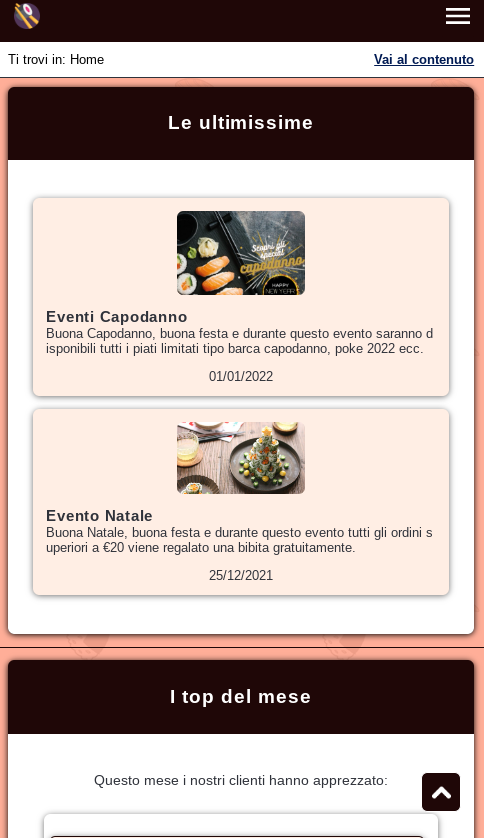 Ti trovi in: Home
Vai al contenuto
Le ultimissime
Scopri gli
special
capodanno
HAPPY
NEW YEAR
Eventi Capodanno
Buona Capodanno, buona festa e durante questo evento saranno d
isponibili tutti i piati limitati tipo barca capodanno, poke 2022 ecc.
01/01/2022
Evento Natale
Buona Natale, buona festa e durante questo evento tutti gli ordini s
uperiori a €20 viene regalato una bibita gratuitamente.
25/12/2021
I top del mese
Questo mese i nostri clienti hanno apprezzato: